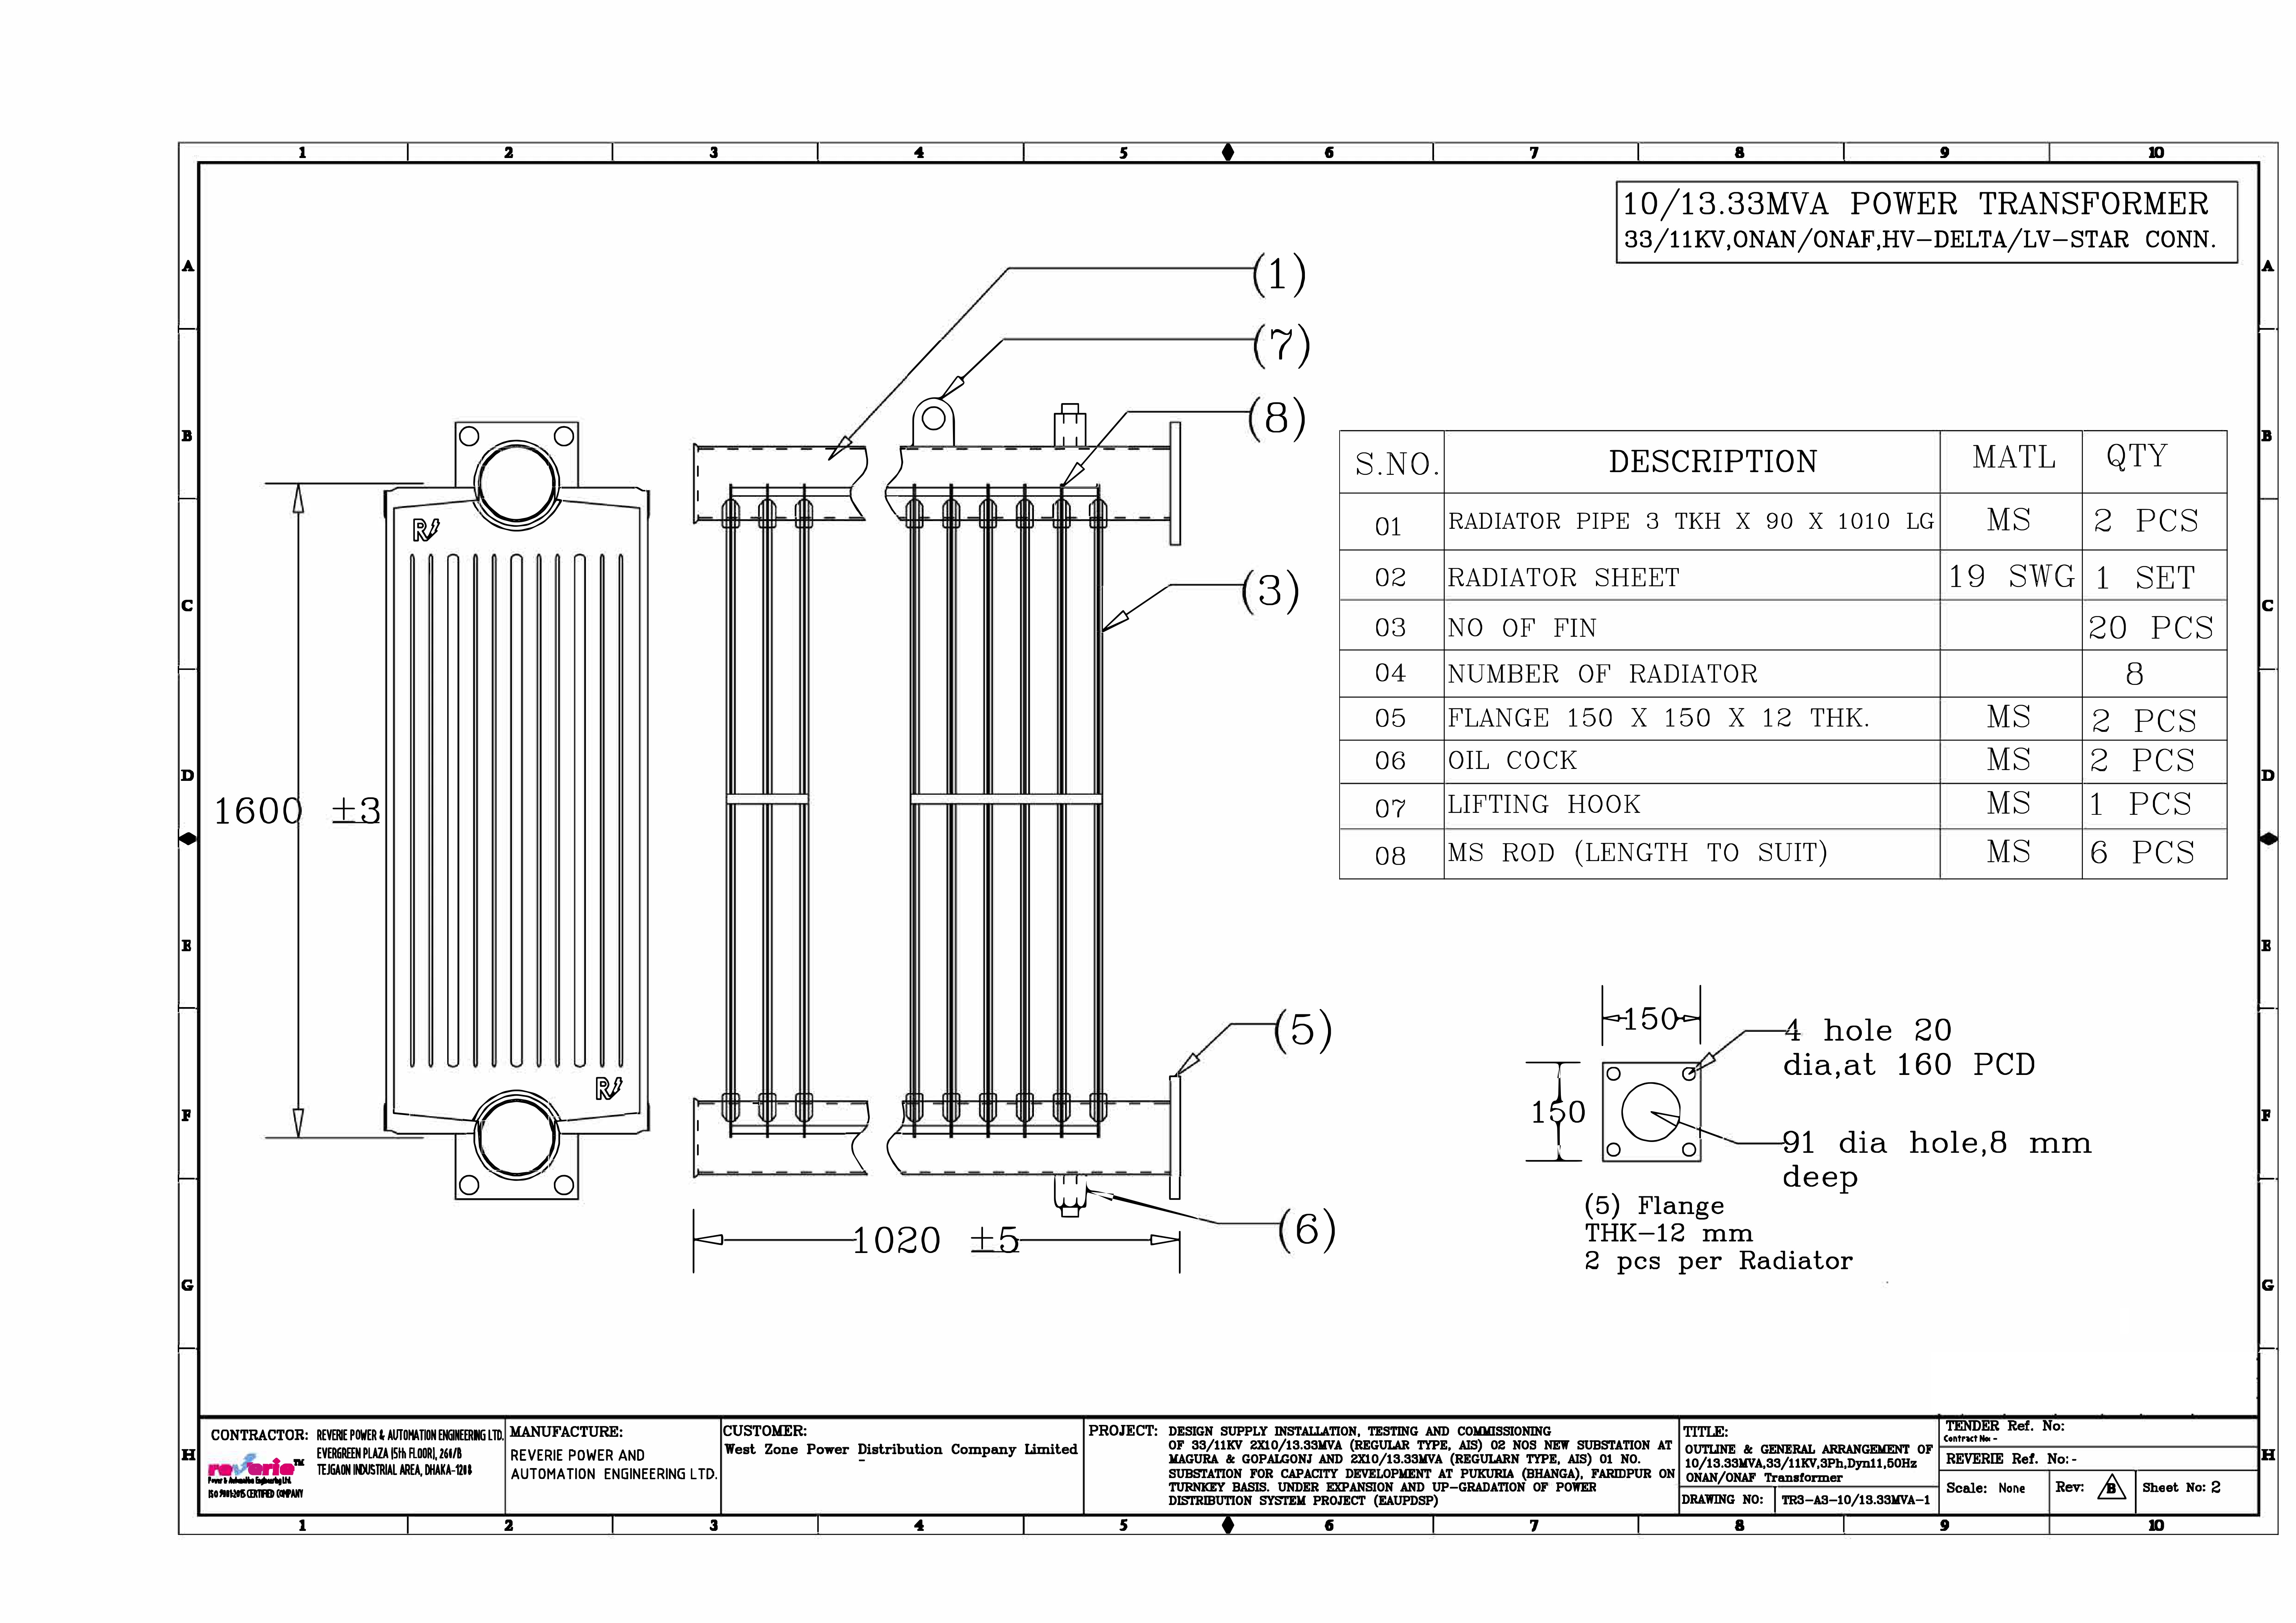 1 2 3 4 5 6 7 8 9 10
10/13.33MVA POWER TRANSFORMER
33/11KV,ONAN/ONAF,HV-DELTA/LV-STAR CONN.
A A
B B
C C
D D
E E
F F
G G
H H
(1)
(7)
(8)
(3)
(5)
(6)
1600 ±3
1020 ±5
S.NO. DESCRIPTION MATL QTY
01 RADIATOR PIPE 3 TKH X 90 X 1010 LG MS 2 PCS
02 RADIATOR SHEET 19 SWG 1 SET
03 NO OF FIN 20 PCS
04 NUMBER OF RADIATOR 8
05 FLANGE 150 X 150 X 12 THK. MS 2 PCS
06 OIL COCK MS 2 PCS
07 LIFTING HOOK MS 1 PCS
08 MS ROD (LENGTH TO SUIT) MS 6 PCS
150
150
4 hole 20
dia,at 160 PCD
91 dia hole,8 mm
deep
(5) Flange
THK-12 mm
2 pcs per Radiator
CONTRACTOR: REVERIE POWER & AUTOMATION ENGINEERING LTD.
EVERGREEN PLAZA (5th FLOOR), 260/B
TEJGAON INDUSTRIAL AREA, DHAKA-1208
reverie™
Power & Automation Engineering Ltd.
ISO 9001:2015 CERTIFIED COMPANY
MANUFACTURE:
REVERIE POWER AND
AUTOMATION ENGINEERING LTD.
CUSTOMER:
West Zone Power Distribution Company Limited
PROJECT: DESIGN SUPPLY INSTALLATION, TESTING AND COMMISSIONING
OF 33/11KV 2X10/13.33MVA (REGULAR TYPE, AIS) 02 NOS NEW SUBSTATION AT
MAGURA & GOPALGONJ AND 2X10/13.33MVA (REGULARN TYPE, AIS) 01 NO.
SUBSTATION FOR CAPACITY DEVELOPMENT AT PUKURIA (BHANGA), FARIDPUR ON
TURNKEY BASIS. UNDER EXPANSION AND UP-GRADATION OF POWER
DISTRIBUTION SYSTEM PROJECT (EAUPDSP)
TITLE:
OUTLINE & GENERAL ARRANGEMENT OF
10/13.33MVA,33/11KV,3Ph,Dyn11,50Hz
ONAN/ONAF Transformer
DRAWING NO: TR3-A3-10/13.33MVA-1
TENDER Ref. No:
Contract No: -
REVERIE Ref. No:-
Scale: None Rev: B Sheet No: 2
1 2 3 4 5 6 7 8 9 10